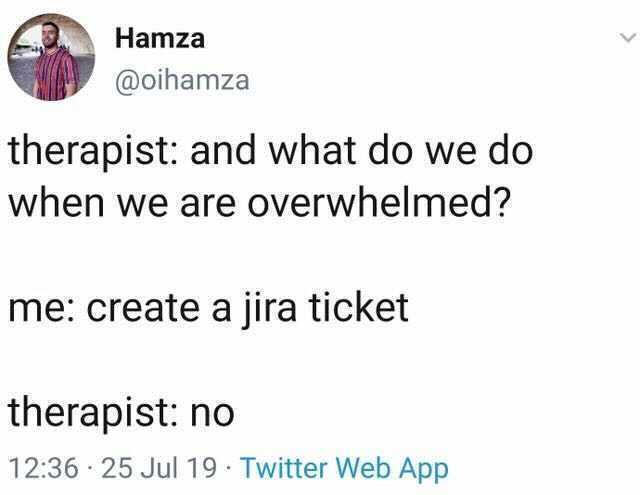 Hamza
@oihamza
therapist: and what do we do
when we are overwhelmed?
me: create a jira ticket
therapist: no
12:36 · 25 Jul 19 · Twitter Web App